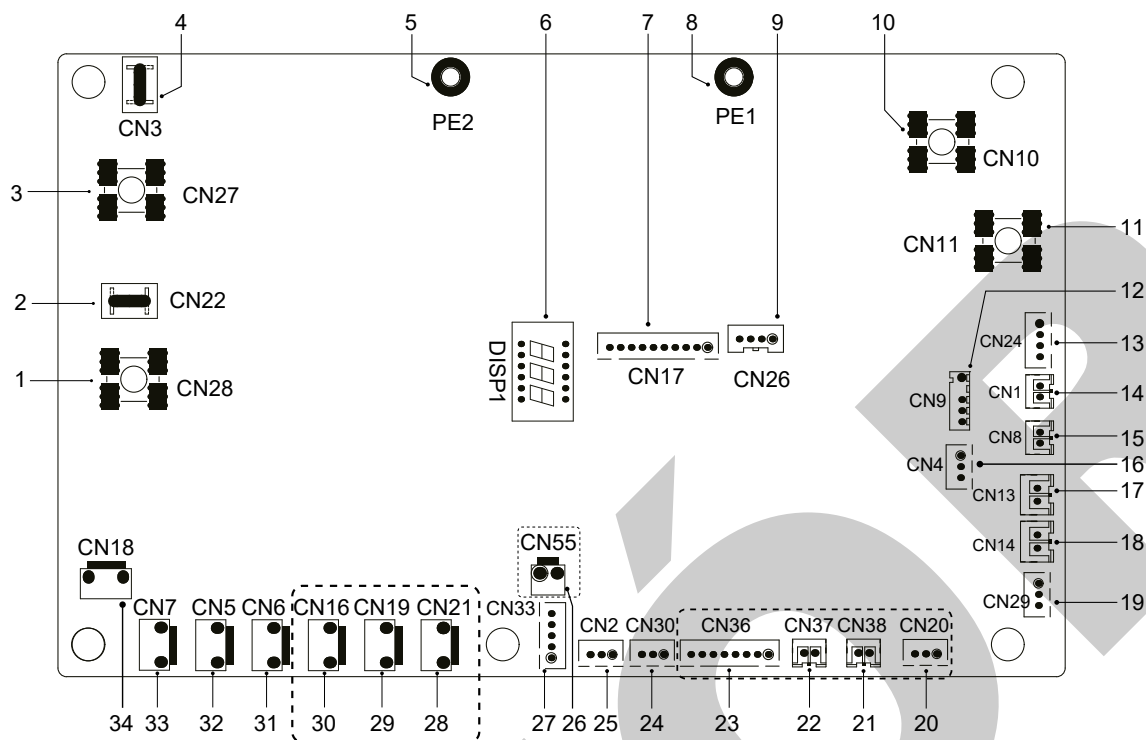 4 5 6 7 8 9 10
CN3 PE2 PE1
CN10
3 CN27
CN11 11
2 CN22 12
CN24 13
DISP1 CN17 CN26
1 CN28
CN1 14
CN9
CN8 15
CN4 16
CN13 17
CN18 CN55 CN14 18
CN7 CN5 CN6 CN16 CN19 CN21 CN33 CN2 CN30 CN36 CN37 CN38 CN20
CN29 19
34 33 32 31 30 29 28 27 26 25 24 23 22 21 20
ÓP